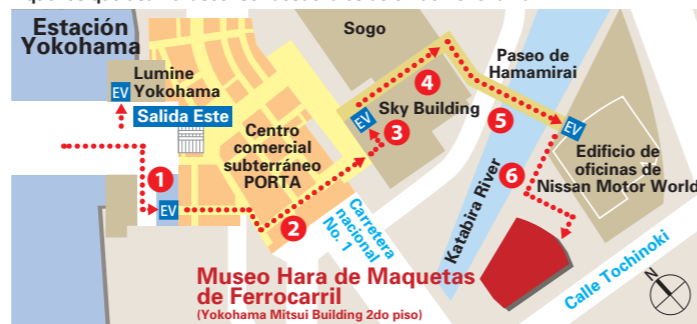 Estación
Yokohama
EV
Lumine
Yokohama
Salida Este
1
EV
Centro
comercial
subterráneo
PORTA
2
Sogo
EV
3
4
Sky Building
Paseo de
Hamamirai
5
EV
6
Edificio de
oficinas de
Nissan Motor World
Katabira River
Carretera
nacional
No. 1
Museo Hara de Maquetas
de Ferrocarril
(Yokohama Mitsui Building 2do piso)
Calle Tochinoki
N